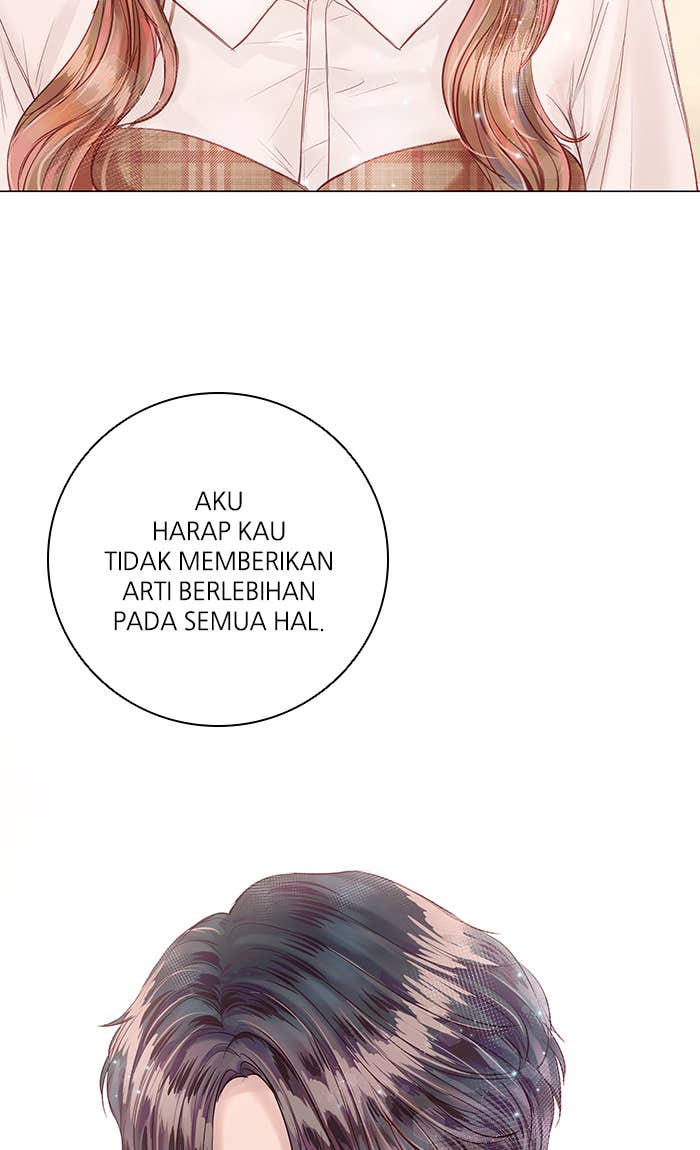 AKU
HARAP KAU
TIDAK MEMBERIKAN
ARTI BERLEBIHAN
PADA SEMUA HAL.